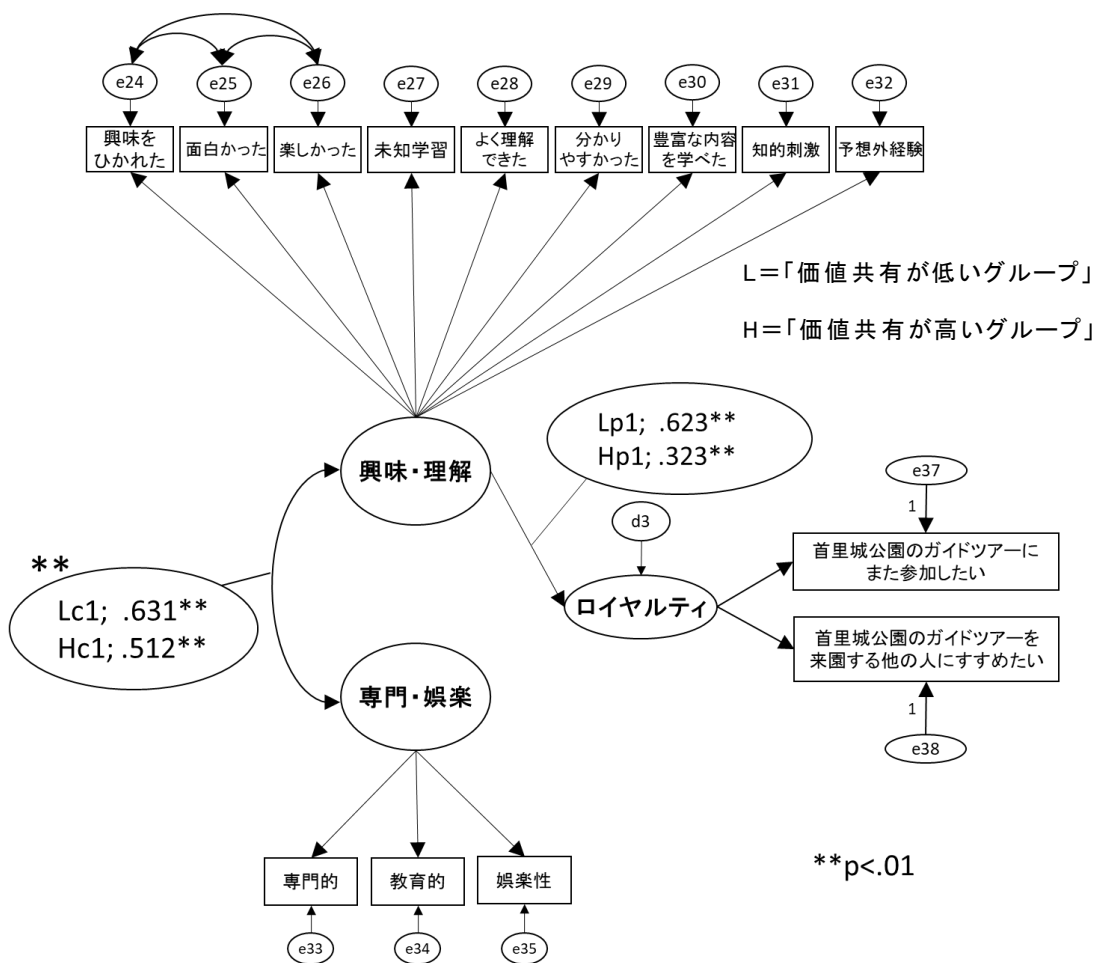 e24
e25
e26
e27
e28
e29
e30
e31
e32
興味を
ひかれた
面白かった
楽しかった
未知学習
よく理解
できた
分かり
やすかった
豊富な内容
を学べた
知的刺激
予想外経験
L＝「価値共有が低いグループ」
H＝「価値共有が高いグループ」
Lp1; .623**
Hp1; .323**
興味・理解
e37
1
d3
首里城公園のガイドツアーに
また参加したい
**
Lc1; .631**
Hc1; .512**
ロイヤルティ
首里城公園のガイドツアーを
来園する他の人にすすめたい
専門・娯楽
1
e38
専門的
教育的
娯楽性
**p<.01
e33
e34
e35